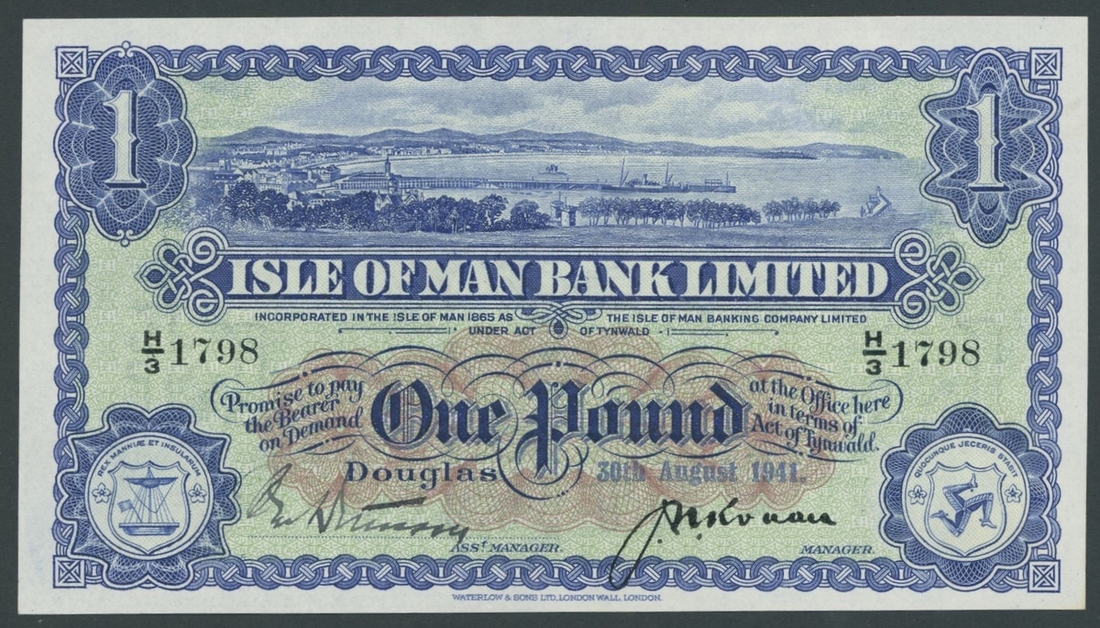 1 1
ISLE OF MAN BANK LIMITED
INCORPORATED IN THE ISLE OF MAN 1865 AS THE ISLE OF MAN BANKING COMPANY LIMITED
UNDER ACT OF TYNWALD
H/3 1798 H/3 1798
Promise to pay
the Bearer
on Demand
One Pound
at the Office here
in terms of
Act of Tynwald.
Douglas 30th August 1941.
REX MANNIÆ ET INSULARUM
QUOCUNQUE JECERIS STABIT
ASST. MANAGER. MANAGER.
WATERLOW & SONS LTD, LONDON WALL, LONDON.